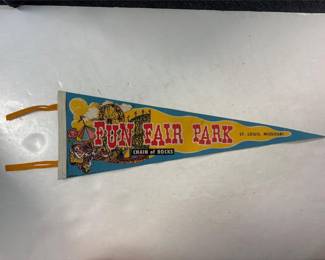 FUN FAIR PARK
ST. LOUIS, MISSOURI
CHAIN of ROCKS